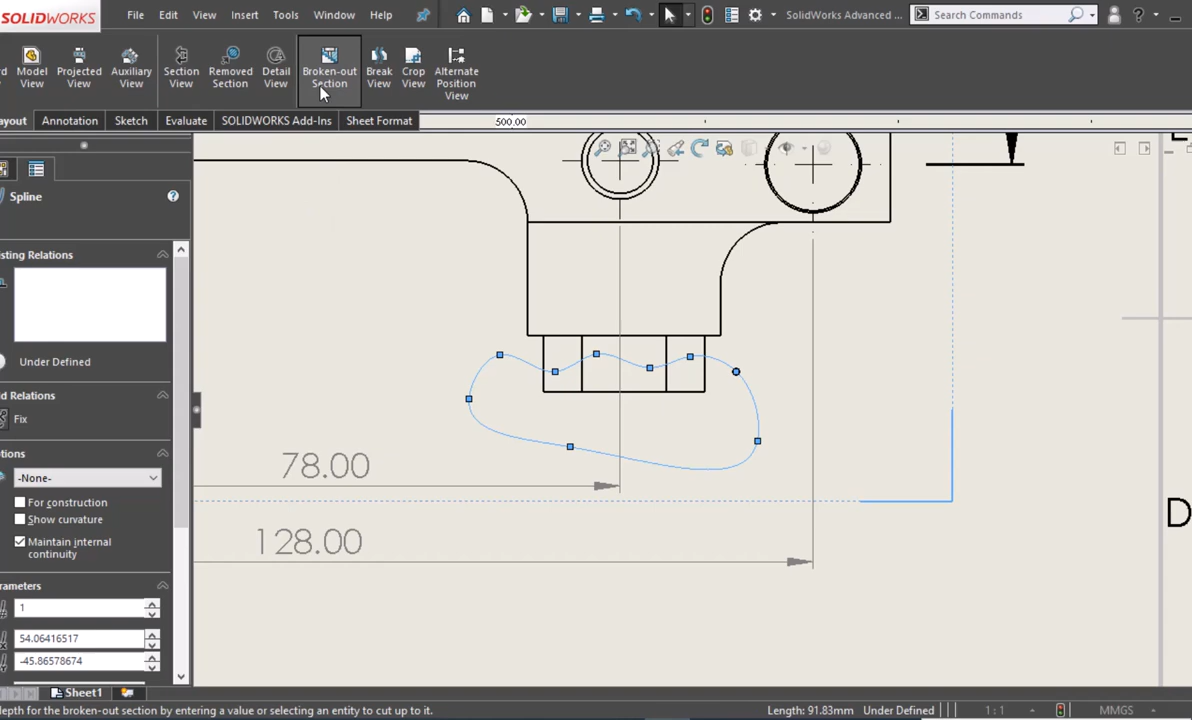 SOLIDWORKS File Edit View Insert Tools Window Help SolidWorks Advanced ... Search Commands ?
Model View Projected View Auxiliary View Section View Removed Section Detail View Broken-out Section Break View Crop View Alternate Position View
ayout Annotation Sketch Evaluate SOLIDWORKS Add-Ins Sheet Format 500.00
Spline ?
isting Relations
Under Defined
d Relations
Fix
ptions
-None-
For construction
Show curvature
Maintain internal
continuity
78.00
D
128.00
rameters
1
54.06416517
-45.86578674
Sheet1
depth for the broken-out section by entering a value or selecting an entity to cut up to it. Length: 91.83mm Under Defined 1 : 1 MMGS